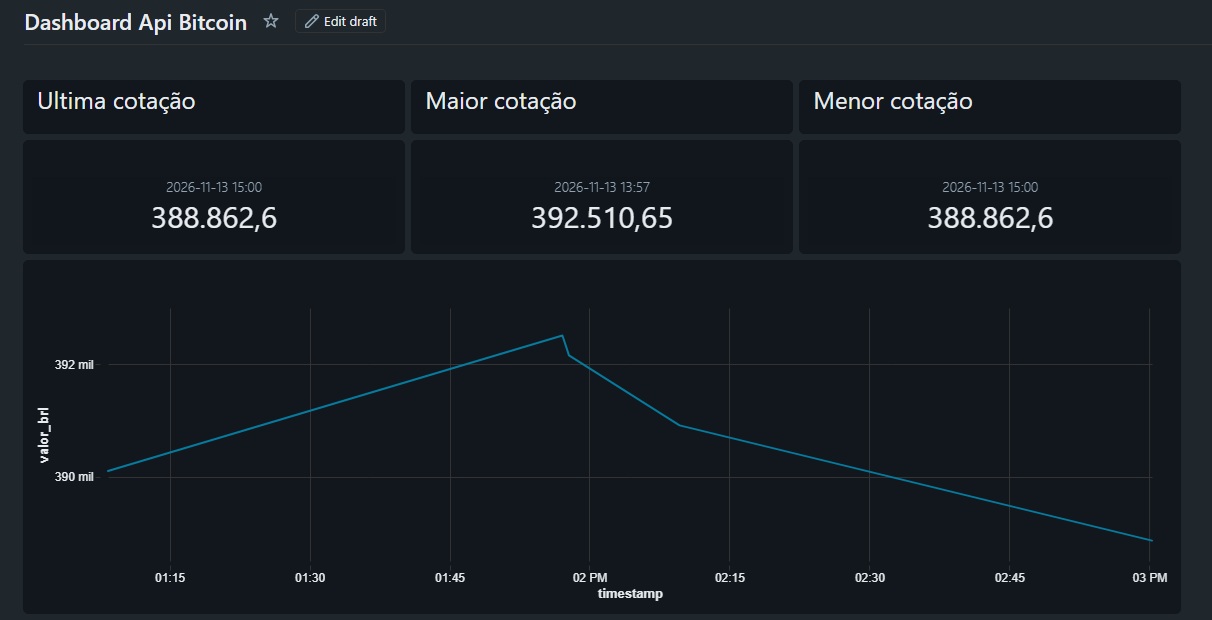 Dashboard Api Bitcoin
Edit draft
Ultima cotação
Maior cotação
Menor cotação
2026-11-13 15:00
388.862,6
2026-11-13 13:57
392.510,65
2026-11-13 15:00
388.862,6
392 mil
390 mil
valor_brl
01:15
01:30
01:45
02 PM
02:15
02:30
02:45
03 PM
timestamp